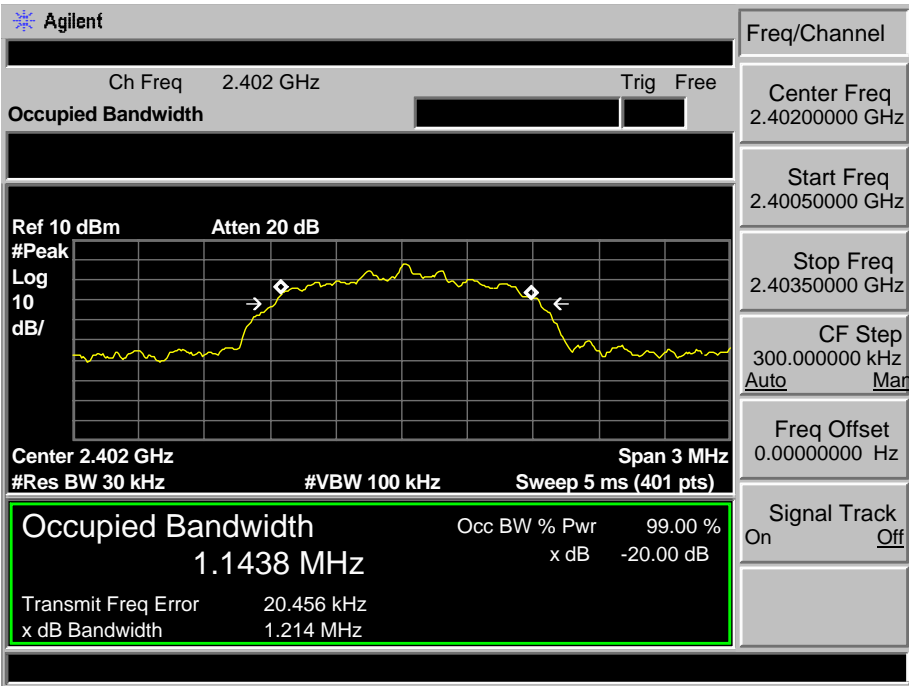 Agilent
Freq/Channel
Ch Freq 2.402 GHz Trig Free
Occupied Bandwidth
Center Freq
2.40200000 GHz
Start Freq
2.40050000 GHz
Stop Freq
2.40350000 GHz
CF Step
300.000000 kHz
Auto Man
Freq Offset
0.00000000 Hz
Signal Track
On Off
Ref 10 dBm Atten 20 dB
#Peak
Log
10
dB/
Center 2.402 GHz Span 3 MHz
#Res BW 30 kHz #VBW 100 kHz Sweep 5 ms (401 pts)
Occupied Bandwidth
1.1438 MHz
Occ BW % Pwr 99.00 %
x dB -20.00 dB
Transmit Freq Error 20.456 kHz
x dB Bandwidth 1.214 MHz